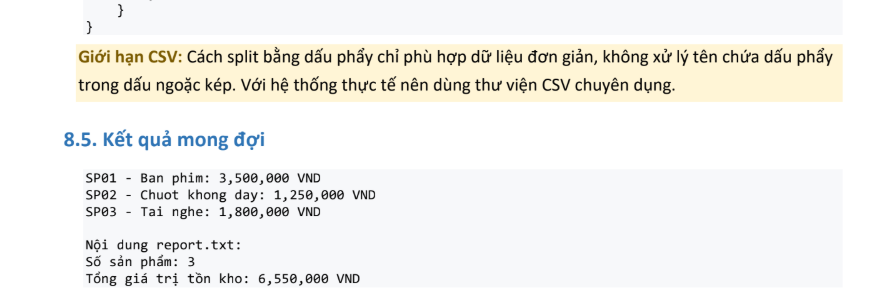 }
}
Giới hạn CSV: Cách split bằng dấu phẩy chỉ phù hợp dữ liệu đơn giản, không xử lý tên chứa dấu phẩy
trong dấu ngoặc kép. Với hệ thống thực tế nên dùng thư viện CSV chuyên dụng.
8.5. Kết quả mong đợi
SP01 - Ban phim: 3,500,000 VND
SP02 - Chuot khong day: 1,250,000 VND
SP03 - Tai nghe: 1,800,000 VND
Nội dung report.txt:
Số sản phẩm: 3
Tổng giá trị tồn kho: 6,550,000 VND